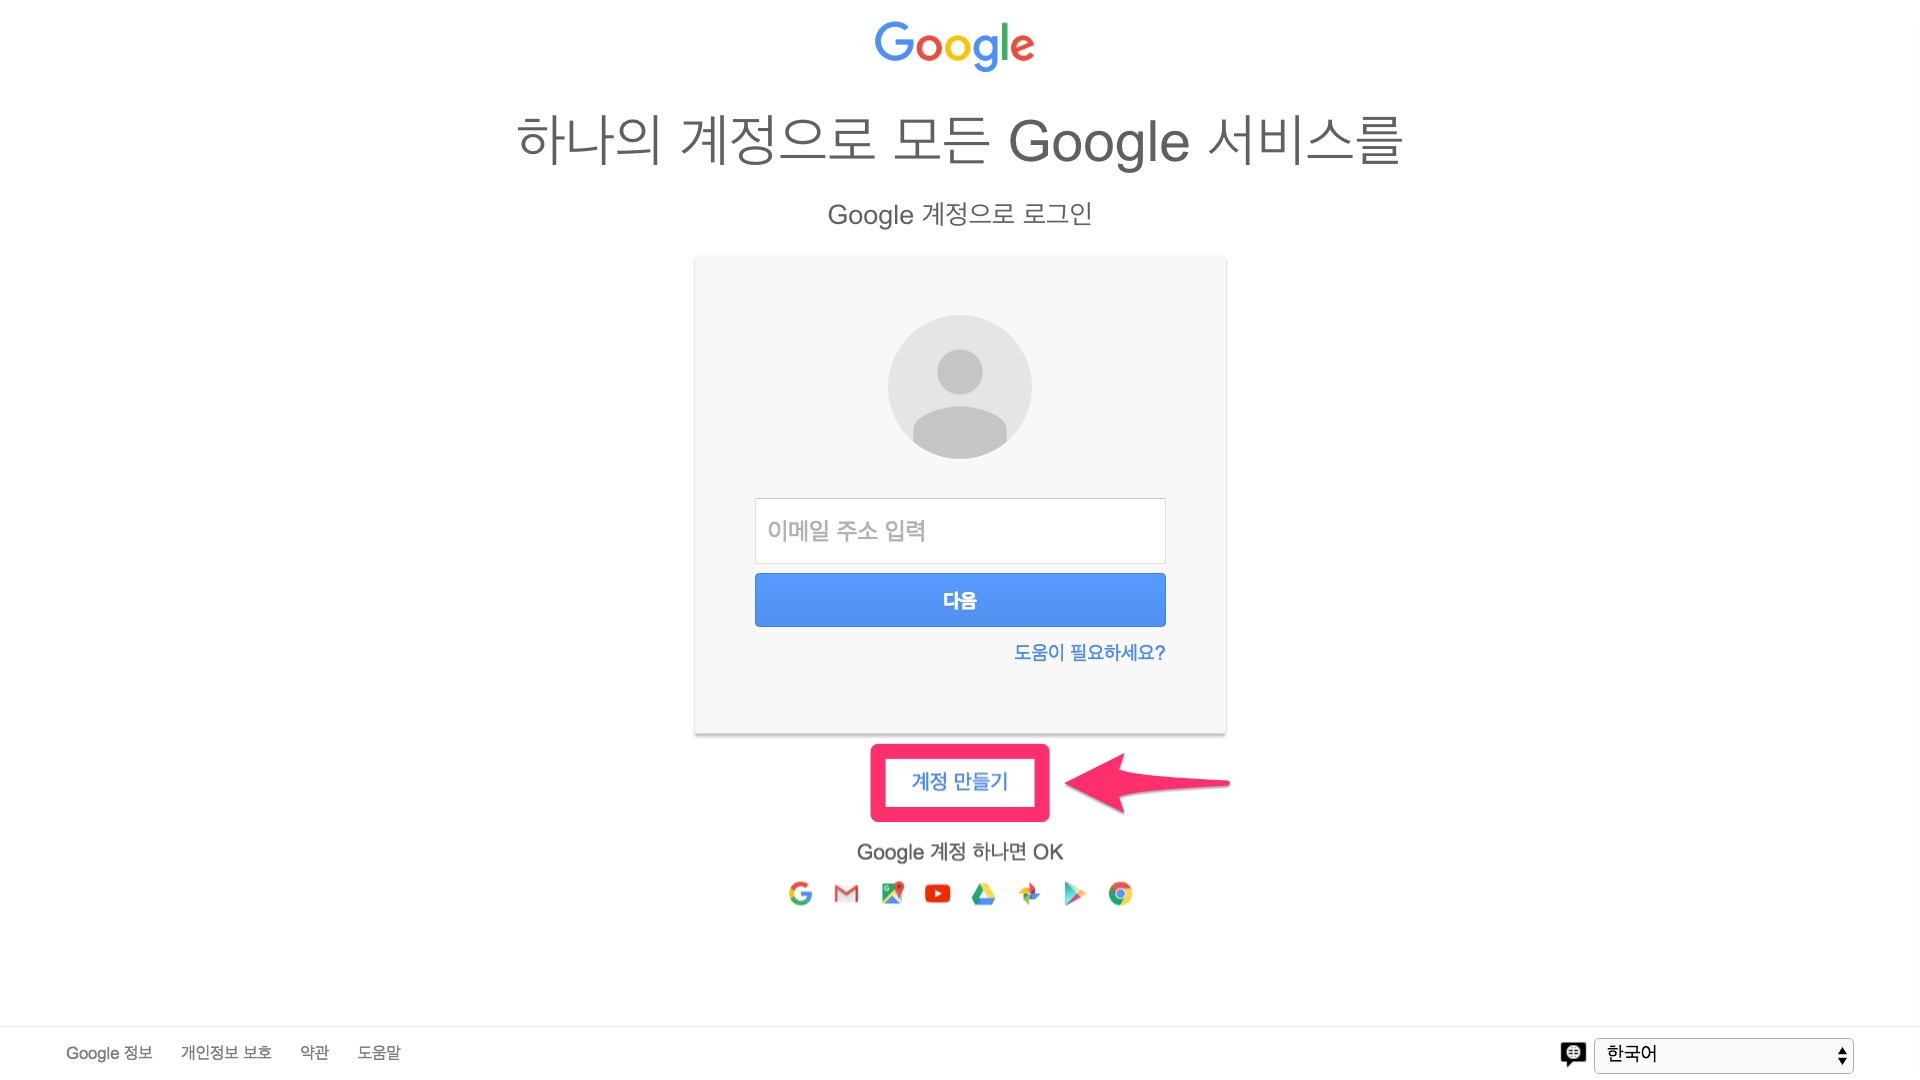 Google
하나의 계정으로 모든 Google 서비스를
Google 계정으로 로그인
이메일 주소 입력
다음
도움이 필요하세요?
계정 만들기
Google 계정 하나면 OK
Google 정보 개인정보 보호 약관 도움말 한국어